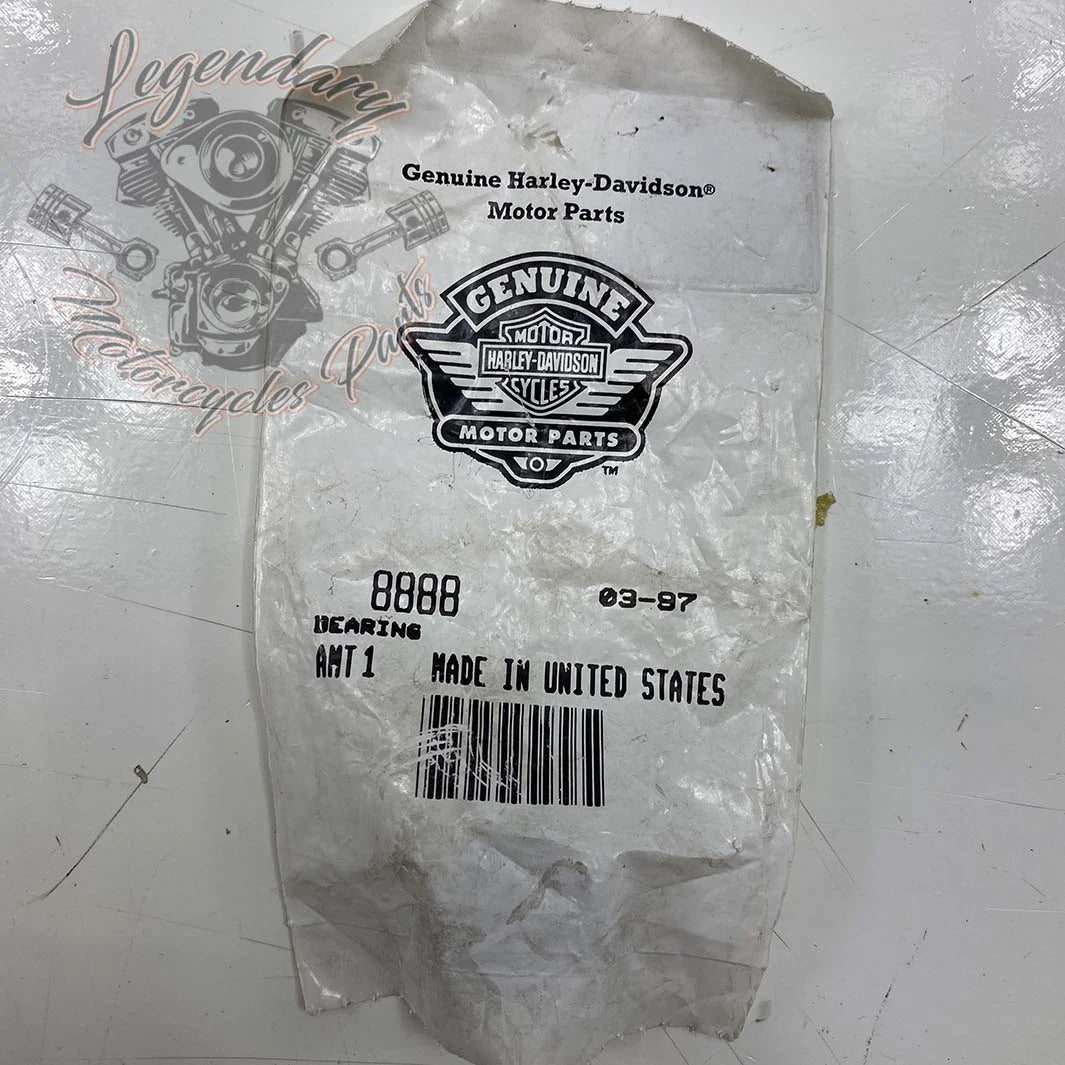 Legendary
Motorcycles Parts
Genuine Harley-Davidson®
Motor Parts
GENUINE
MOTOR
HARLEY-DAVIDSON
CYCLES
MOTOR PARTS
TM
8888 03-97
BEARING
AMT 1 MADE IN UNITED STATES